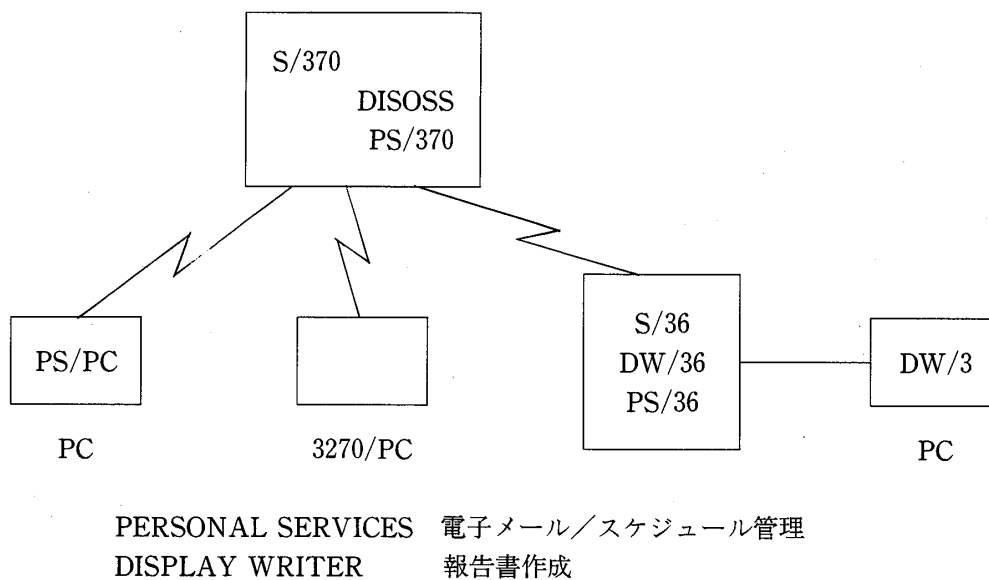 S/370
DISOSS
PS/370
PS/PC
PC
3270/PC
S/36
DW/36
PS/36
DW/3
PC
PERSONAL SERVICES 電子メール／スケジュール管理
DISPLAY WRITER 報告書作成